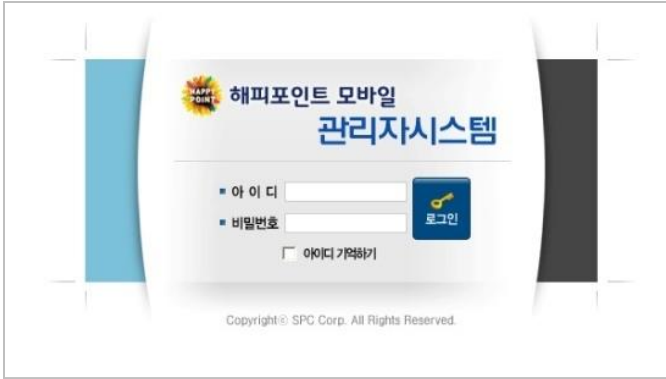 HAPPY
POINT
해피포인트 모바일
관리자시스템
아 이 디
비밀번호
로그인
아이디 기억하기
Copyright© SPC Corp. All Rights Reserved.